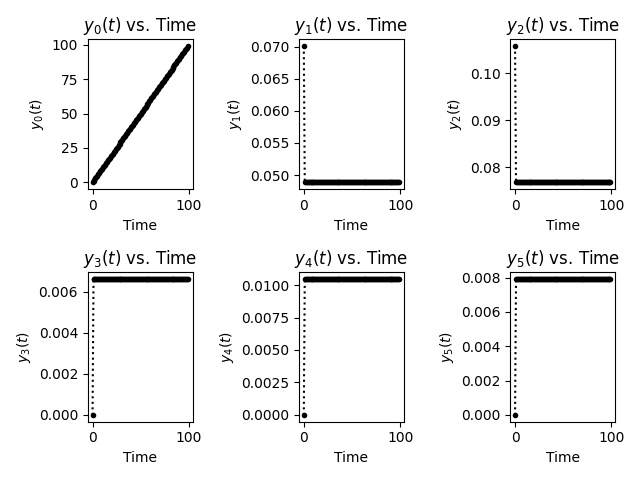 y₀(t) vs. Time
y₁(t) vs. Time
y₂(t) vs. Time
100
75
50
25
0
y₀(t)
0 100
Time
0.070
0.065
0.060
0.055
0.050
y₁(t)
0 100
Time
0.10
0.09
0.08
y₂(t)
0 100
Time
y₃(t) vs. Time
y₄(t) vs. Time
y₅(t) vs. Time
0.006
0.004
0.002
0.000
y₃(t)
0 100
Time
0.0100
0.0075
0.0050
0.0025
0.0000
y₄(t)
0 100
Time
0.008
0.006
0.004
0.002
0.000
y₅(t)
0 100
Time